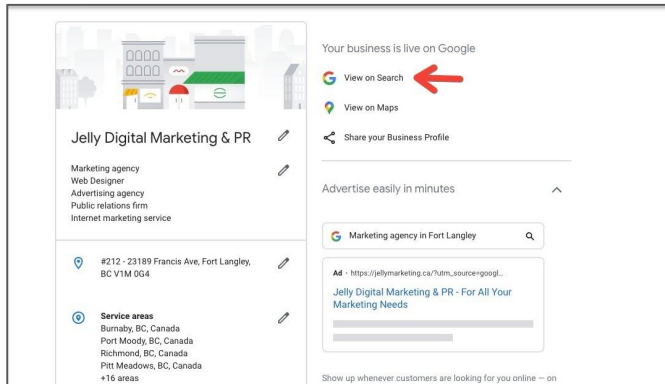 Jelly Digital Marketing & PR
Marketing agency
Web Designer
Advertising agency
Public relations firm
Internet marketing service
#212 - 23189 Francis Ave, Fort Langley,
BC V1M 0G4
Service areas
Burnaby, BC, Canada
Port Moody, BC, Canada
Richmond, BC, Canada
Pitt Meadows, BC, Canada
+16 areas
Your business is live on Google
View on Search
View on Maps
Share your Business Profile
Advertise easily in minutes
Marketing agency in Fort Langley
Ad · https://jellymarketing.ca/?utm_source=googl...
Jelly Digital Marketing & PR - For All Your
Marketing Needs
Show up whenever customers are looking for you online — on